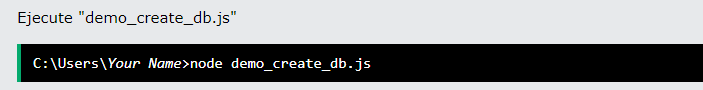 Ejecute "demo_create_db.js"
C:\Users\Your Name>node demo_create_db.js